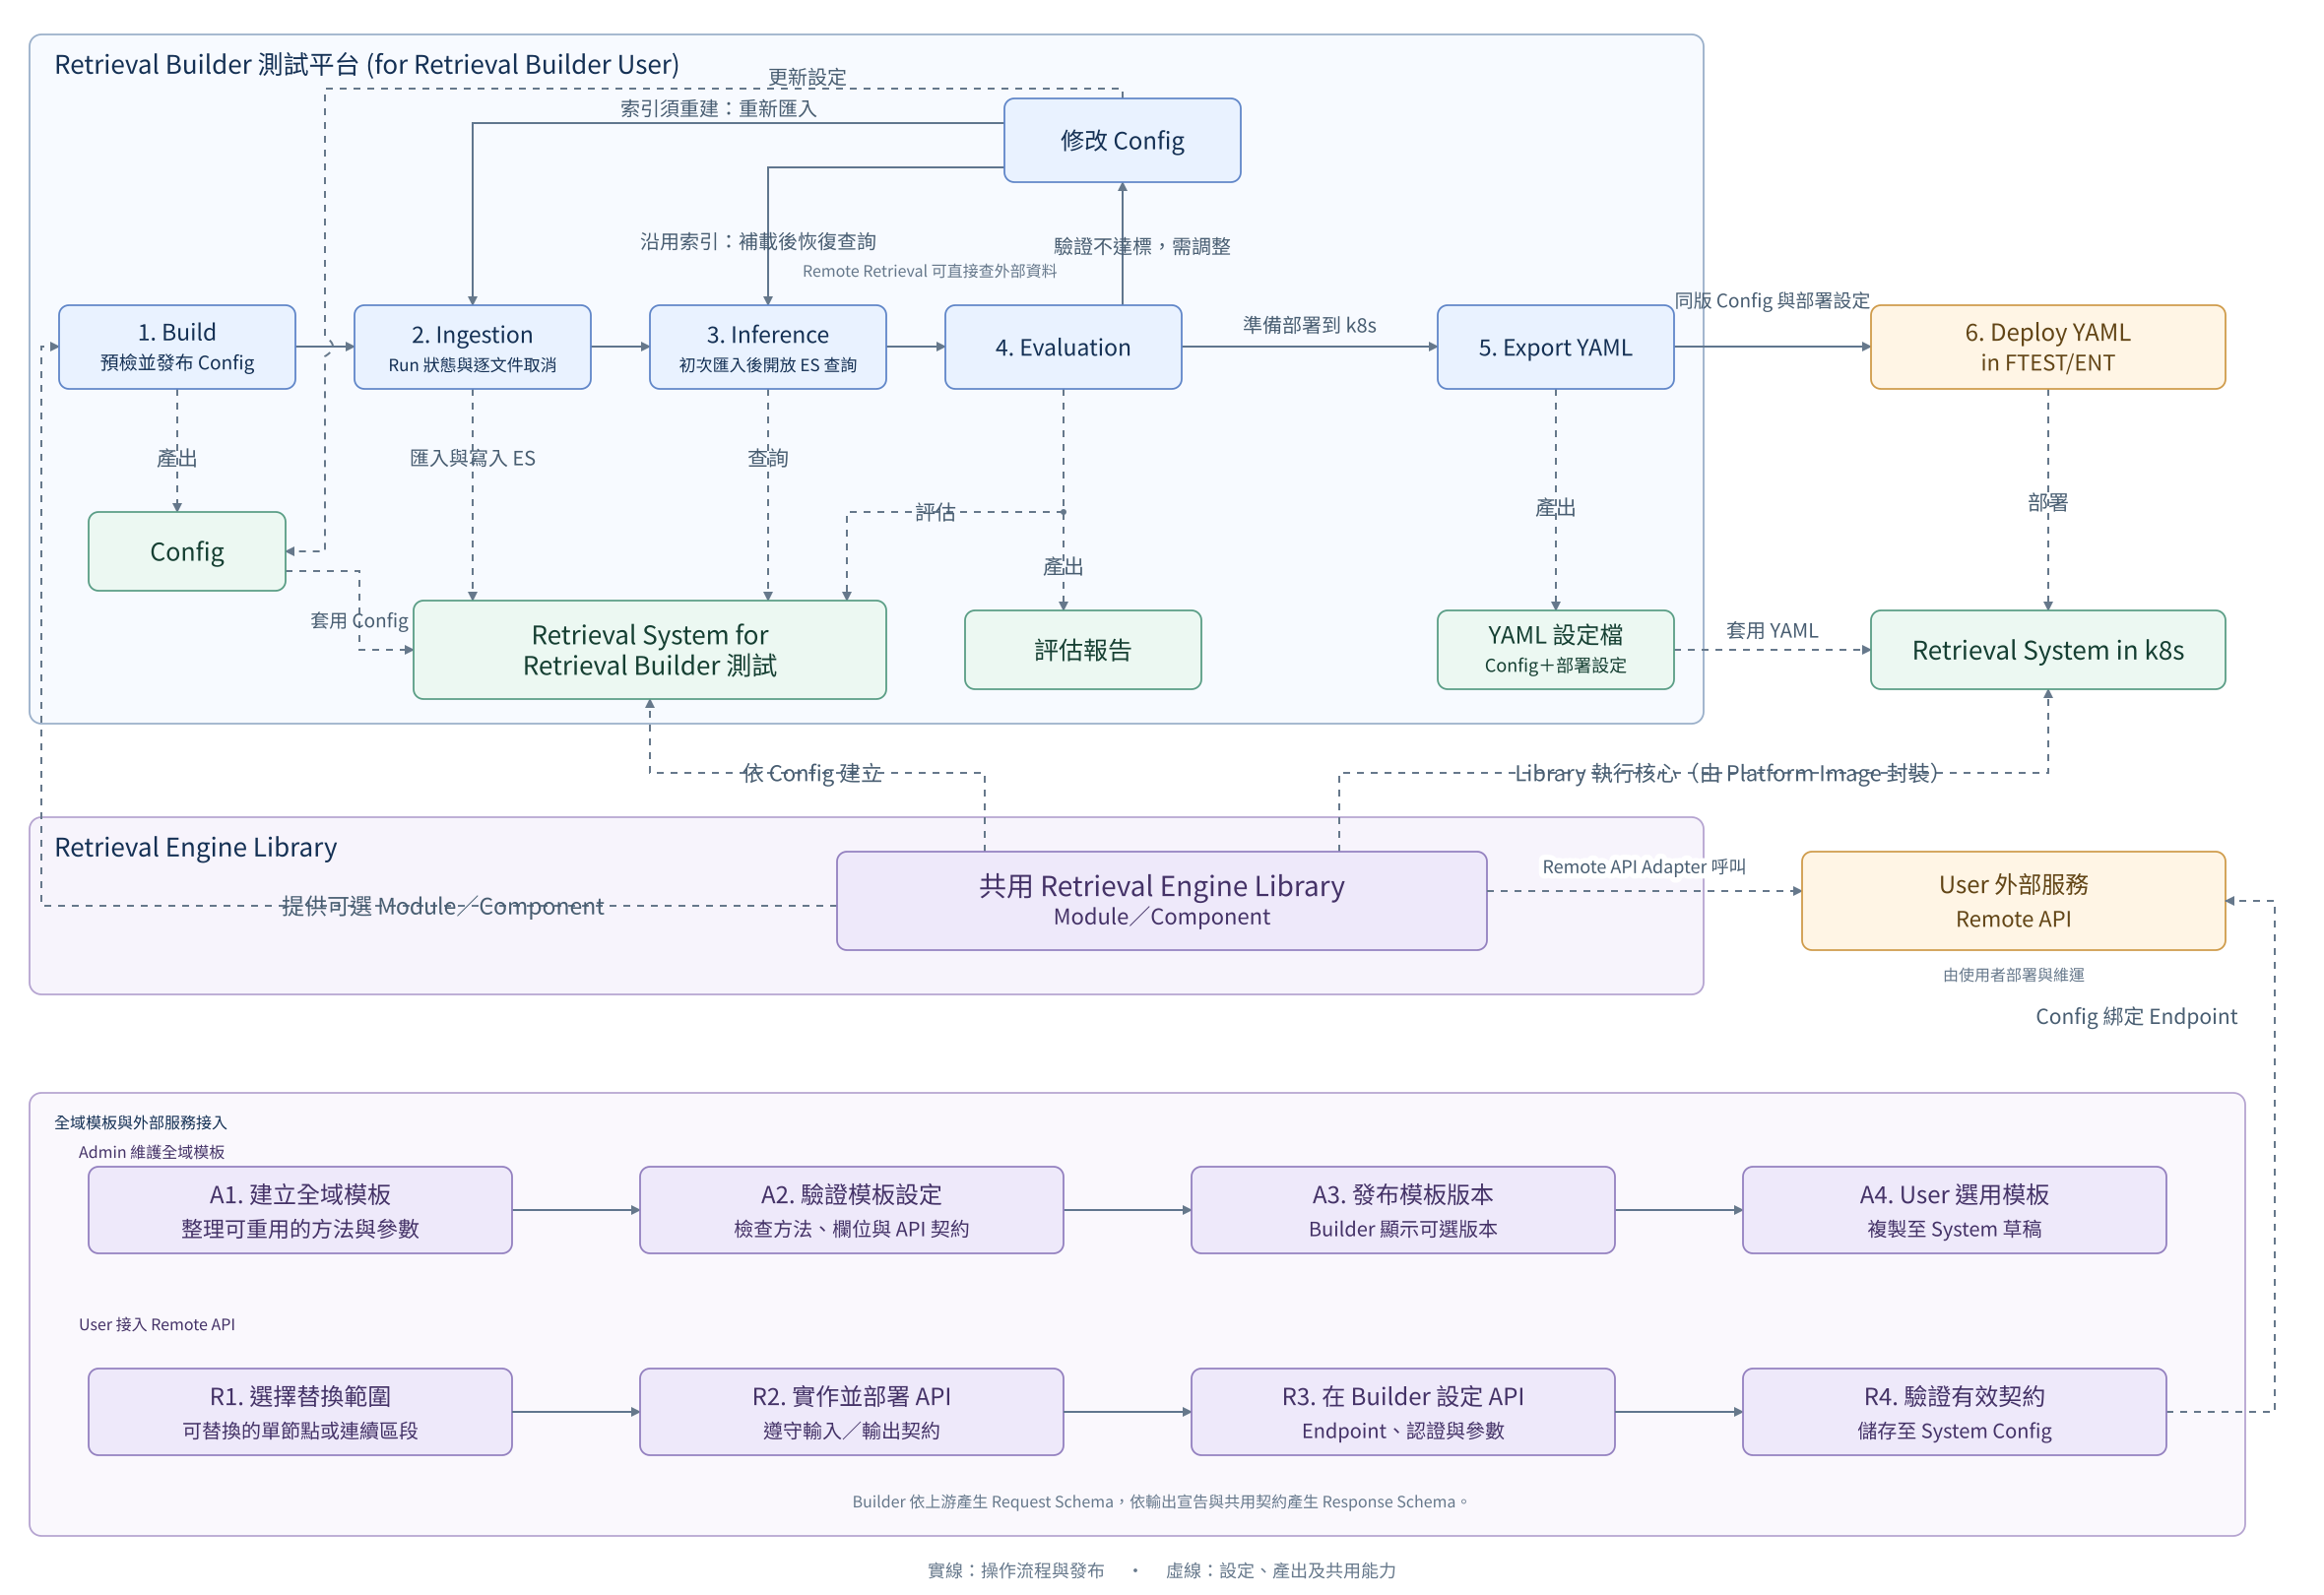 Retrieval Builder 測試平台 (for Retrieval Builder User)
更新設定
索引須重建：重新匯入
修改 Config
沿用索引：補載後恢復查詢
驗證不達標，需調整
Remote Retrieval 可直接查外部資料
1. Build
預檢並發布 Config
2. Ingestion
Run 狀態與逐文件取消
3. Inference
初次匯入後開放 ES 查詢
4. Evaluation
準備部署到 k8s
5. Export YAML
同版 Config 與部署設定
6. Deploy YAML
in FTEST/ENT
產出
匯入與寫入 ES
查詢
評估
產出
產出
部署
Config
套用 Config
Retrieval System for
Retrieval Builder 測試
評估報告
YAML 設定檔
Config＋部署設定
套用 YAML
Retrieval System in k8s
依 Config 建立
Library 執行核心（由 Platform Image 封裝）
Retrieval Engine Library
提供可選 Module／Component
共用 Retrieval Engine Library
Module／Component
Remote API Adapter 呼叫
User 外部服務
Remote API
由使用者部署與維運
Config 綁定 Endpoint
全域模板與外部服務接入
Admin 維護全域模板
A1. 建立全域模板
整理可重用的方法與參數
A2. 驗證模板設定
檢查方法、欄位與 API 契約
A3. 發布模板版本
Builder 顯示可選版本
A4. User 選用模板
複製至 System 草稿
User 接入 Remote API
R1. 選擇替換範圍
可替換的單節點或連續區段
R2. 實作並部署 API
遵守輸入／輸出契約
R3. 在 Builder 設定 API
Endpoint、認證與參數
R4. 驗證有效契約
儲存至 System Config
Builder 依上游產生 Request Schema，依輸出宣告與共用契約產生 Response Schema。
實線：操作流程與發布 ・ 虛線：設定、產出及共用能力